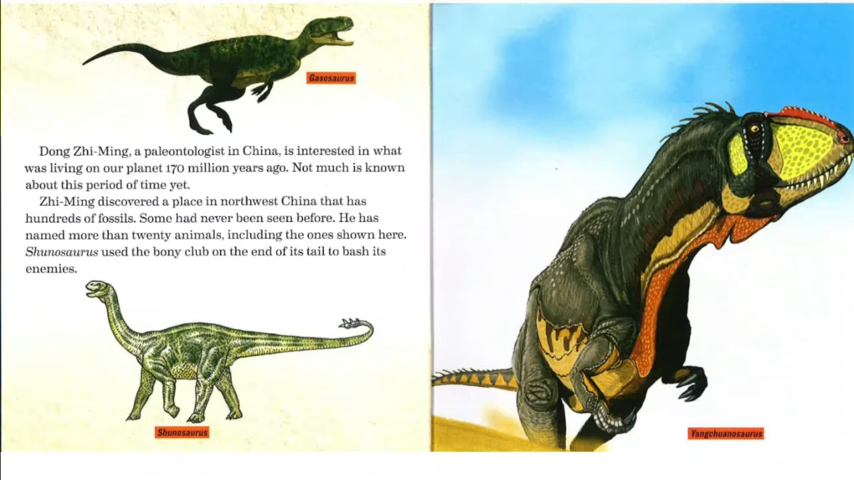 Gasosaurus
Dong Zhi-Ming, a paleontologist in China, is interested in what
was living on our planet 170 million years ago. Not much is known
about this period of time yet.
Zhi-Ming discovered a place in northwest China that has
hundreds of fossils. Some had never been seen before. He has
named more than twenty animals, including the ones shown here.
Shunosaurus used the bony club on the end of its tail to bash its
enemies.
Shunosaurus
Yangchuanosaurus